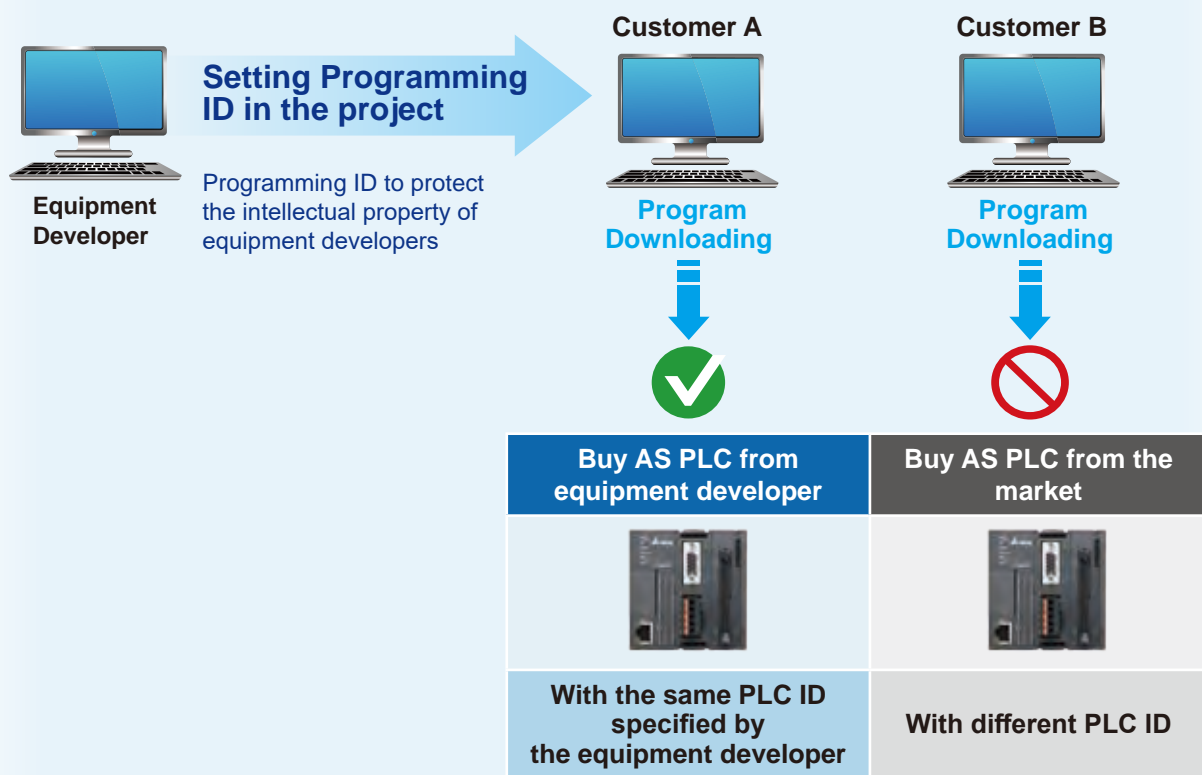 Customer A
Customer B
Setting Programming
ID in the project
Programming ID to protect
the intellectual property of
equipment developers
Equipment
Developer
Program
Downloading
Program
Downloading
Buy AS PLC from
equipment developer
Buy AS PLC from the
market
With the same PLC ID
specified by
the equipment developer
With different PLC ID